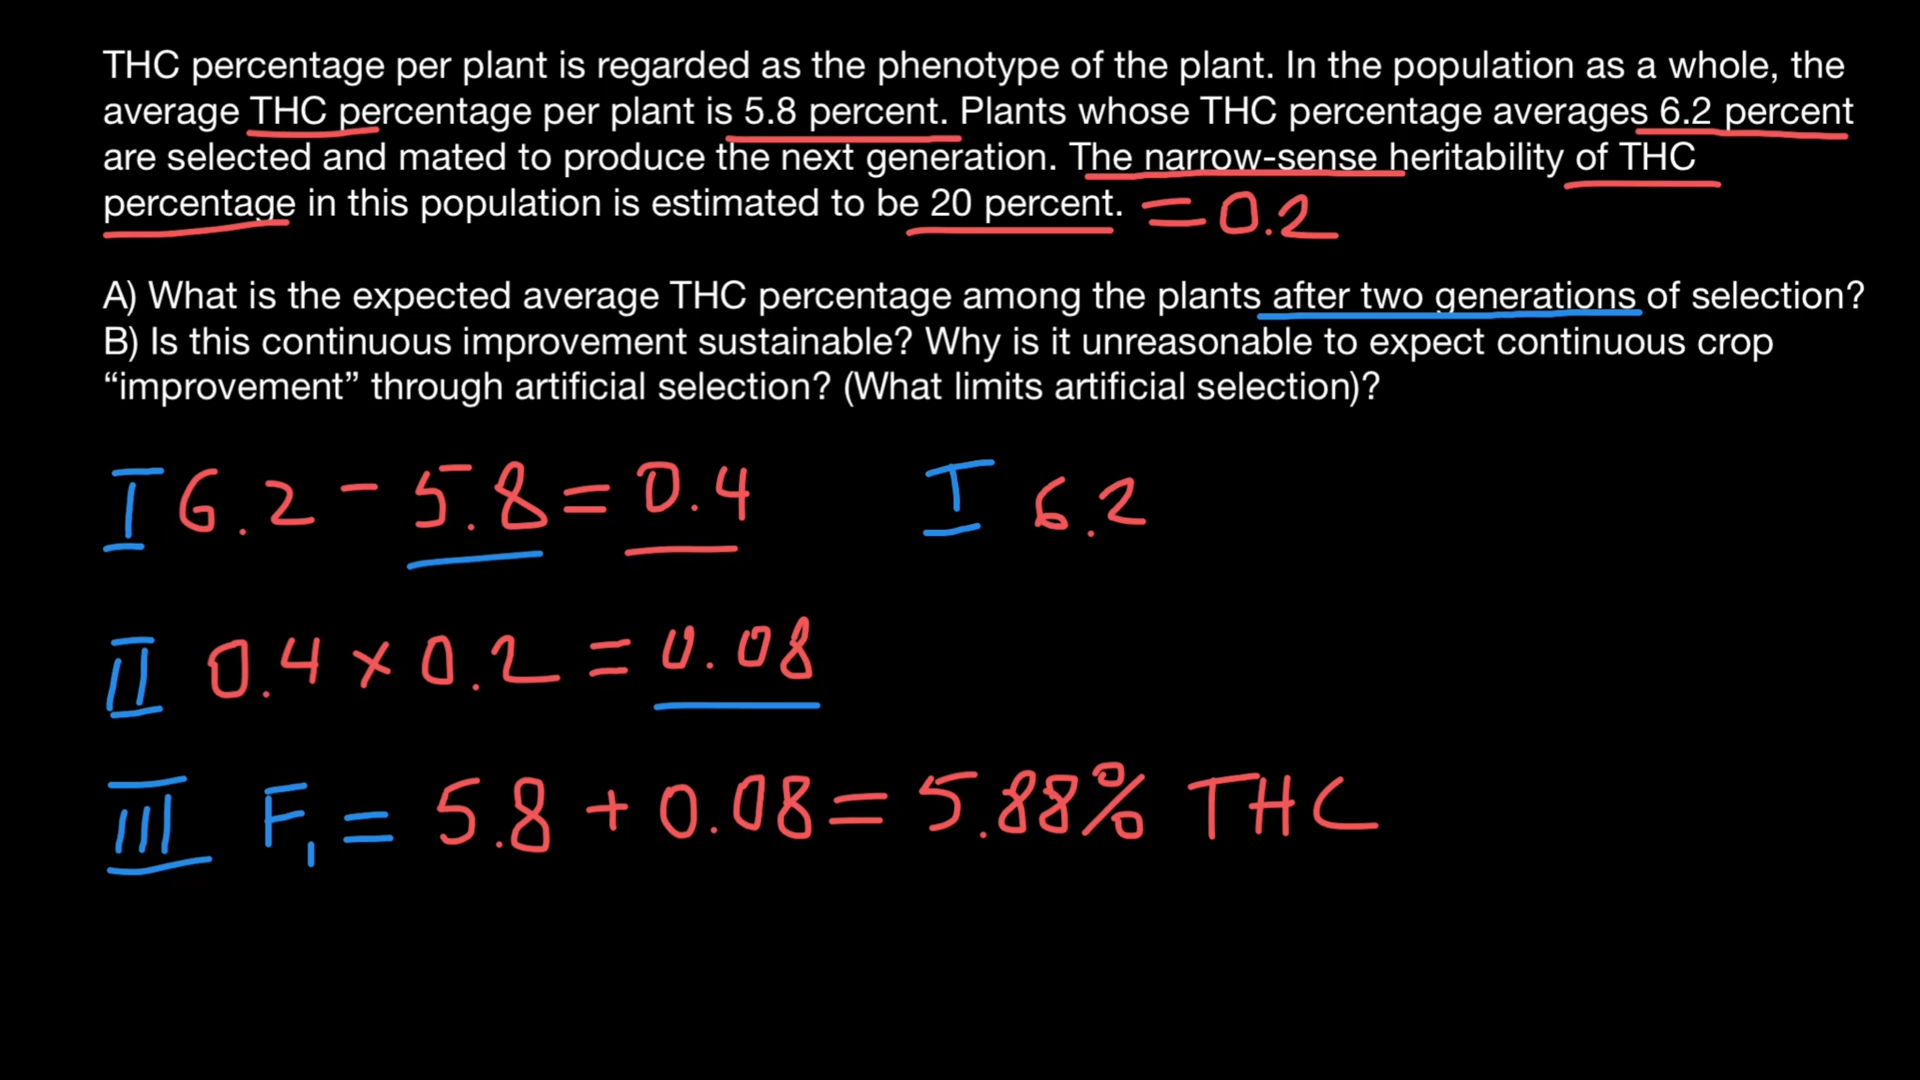 THC percentage per plant is regarded as the phenotype of the plant. In the population as a whole, the
average THC percentage per plant is 5.8 percent. Plants whose THC percentage averages 6.2 percent
are selected and mated to produce the next generation. The narrow-sense heritability of THC
percentage in this population is estimated to be 20 percent. = 0.2
A) What is the expected average THC percentage among the plants after two generations of selection?
B) Is this continuous improvement sustainable? Why is it unreasonable to expect continuous crop
“improvement” through artificial selection? (What limits artificial selection)?
I 6.2 - 5.8 = 0.4 I 6.2
II 0.4 x 0.2 = 0.08
III F₁ = 5.8 + 0.08 = 5.88% THC